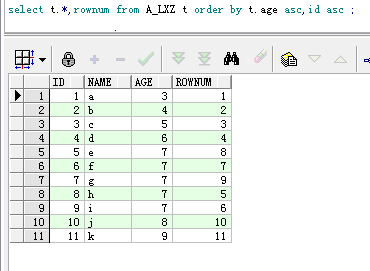 select t.*,rownum from A_LXZ t order by t.age asc,id asc ;
ID NAME AGE ROWNUM
1 1 a 3 1
2 2 b 4 2
3 3 c 5 3
4 4 d 6 4
5 5 e 7 8
6 6 f 7 7
7 7 g 7 9
8 8 h 7 5
9 9 i 7 6
10 10 j 8 10
11 11 k 9 11